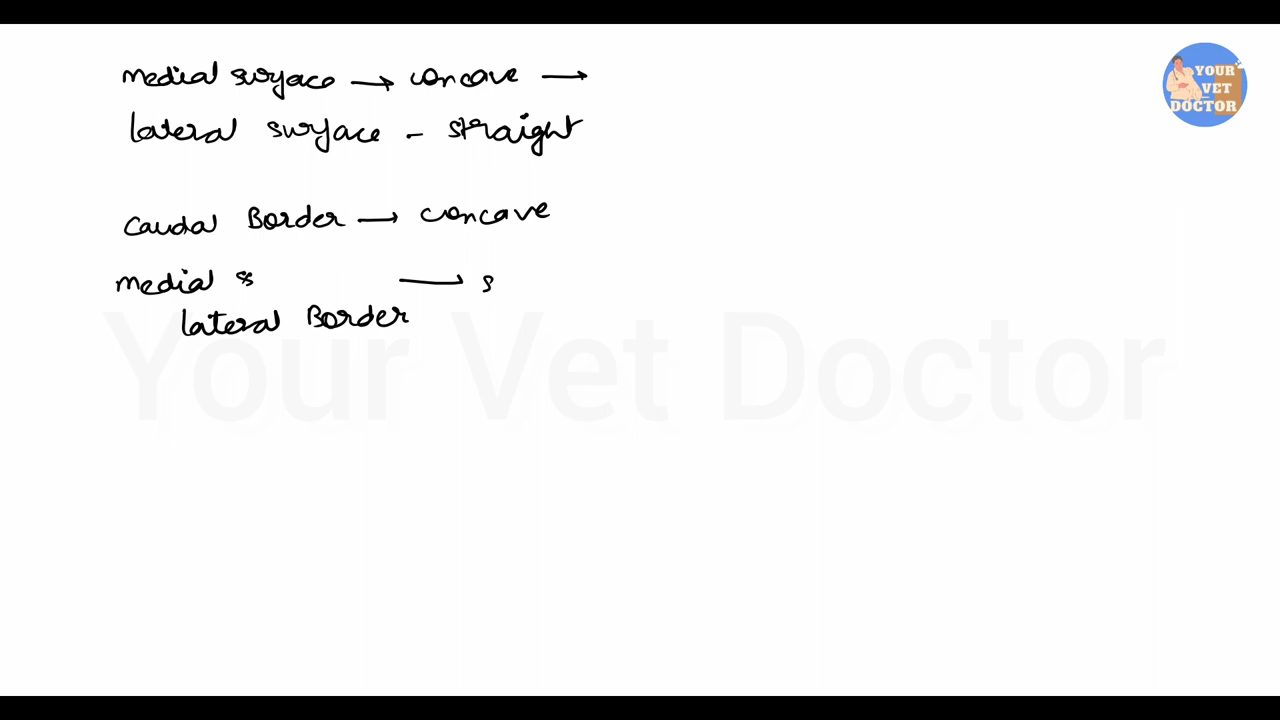 medial surface → concave →
lateral surface - straight
caudal Border → concave
medial &
→ s
lateral Border
Your Vet Doctor
YOUR
VET
DOCTOR